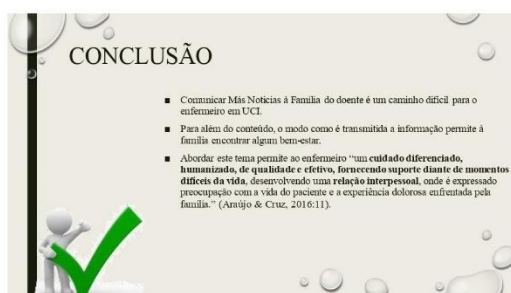 CONCLUSÃO
■ Comunicar Más Notícias à Família do doente é um caminho difícil para o
enfermeiro em UCI.
■ Para além do conteúdo, o modo como é transmitida a informação permite à
família encontrar algum bem-estar.
■ Abordar este tema permite ao enfermeiro “um cuidado diferenciado,
humanizado, de qualidade e efetivo, fornecendo suporte diante de momentos
difíceis da vida, desenvolvendo uma relação interpessoal, onde é expressado
preocupação com a vida do paciente e a experiência dolorosa enfrentada pela
família.” (Araújo & Cruz, 2016:11).